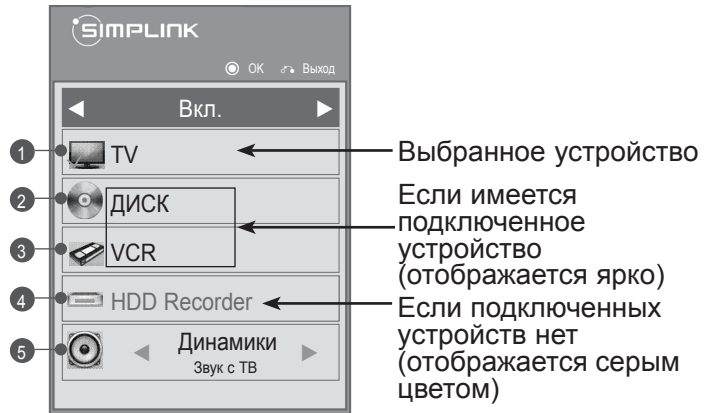 SIMPLINK
OK Выход
Вкл.
1 TV
2 ДИСК
3 VCR
4 HDD Recorder
5 Динамики
Звук с ТВ
Выбранное устройство
Если имеется
подключенное
устройство
(отображается ярко)
Если подключенных
устройств нет
(отображается серым
цветом)